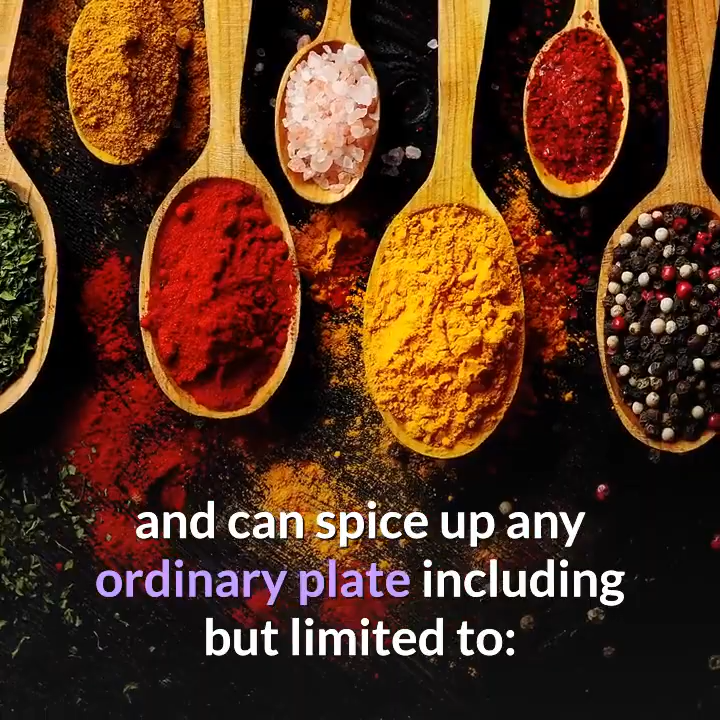 and can spice up any
ordinary plate including
but limited to: